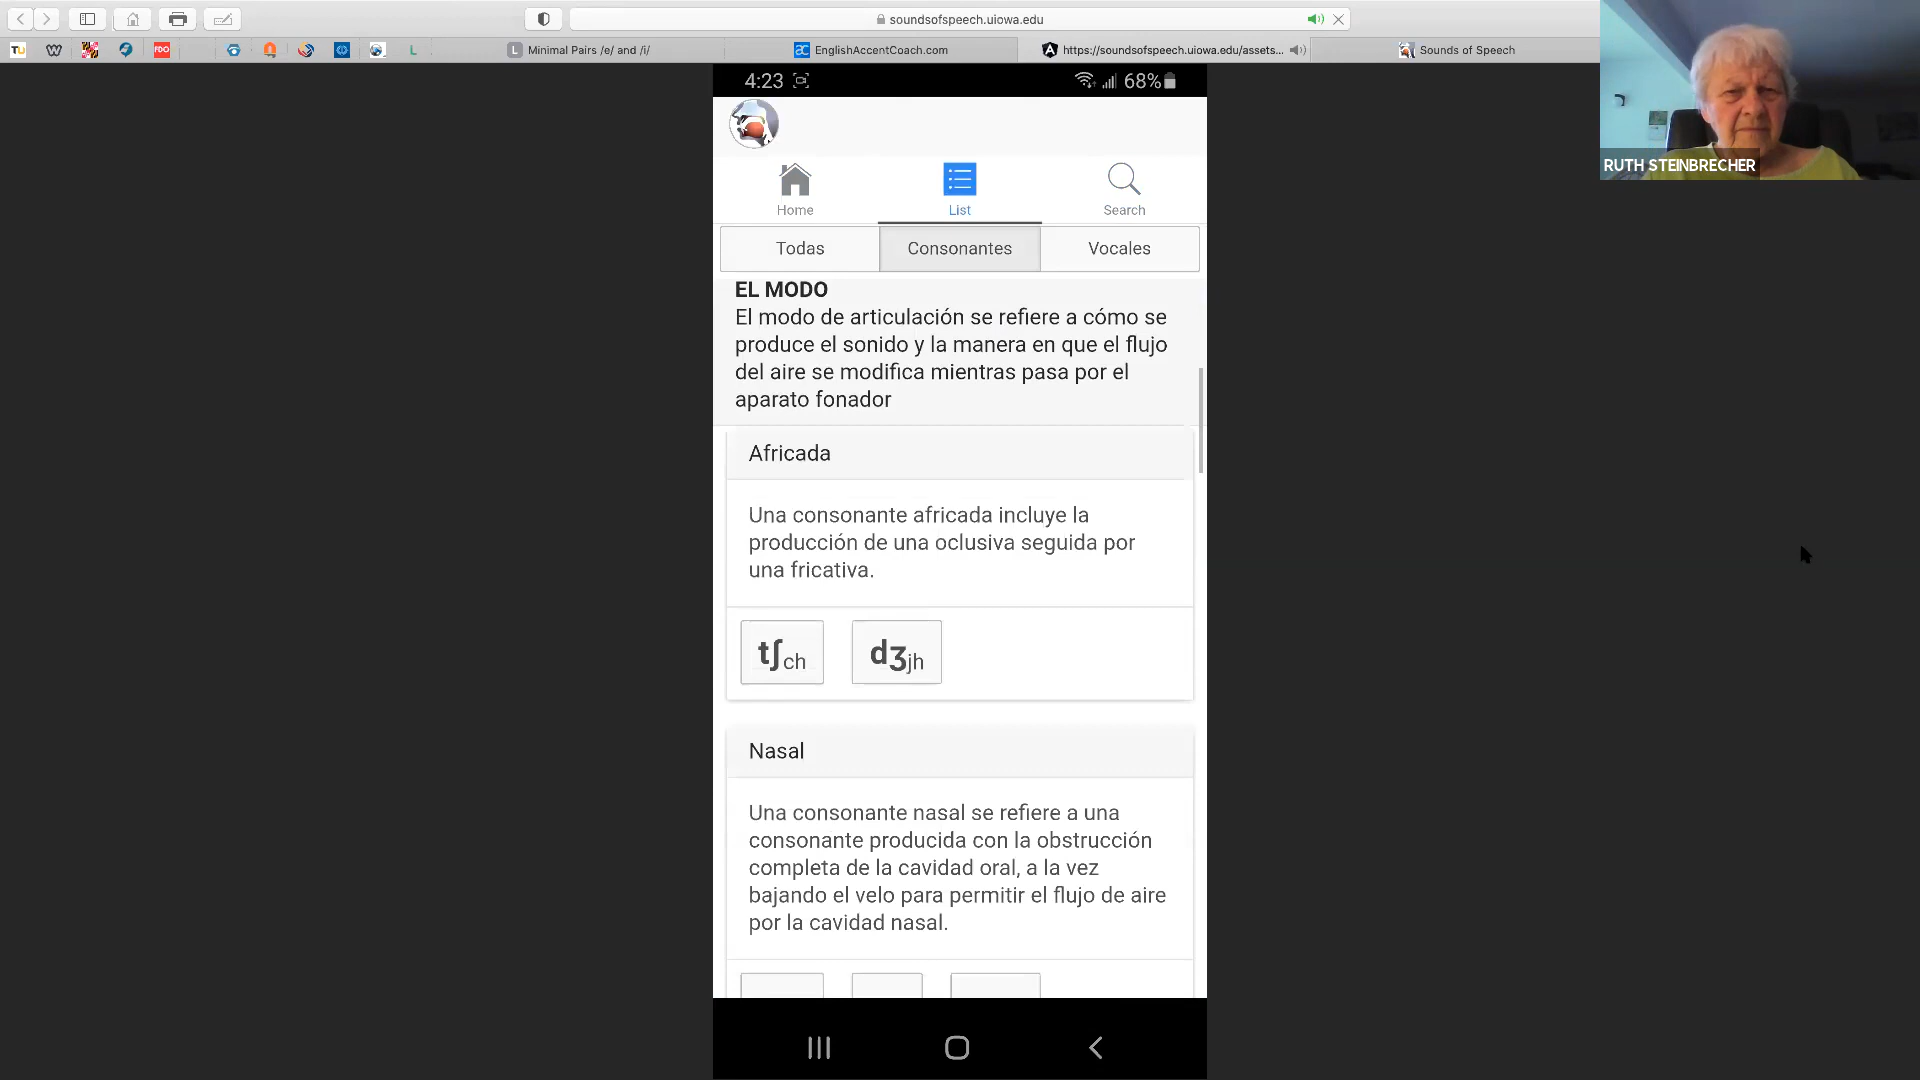 soundsofspeech.uiowa.edu
TU
W
FDO
L
L Minimal Pairs /e/ and /i/
EnglishAccentCoach.com
https://soundsofspeech.uiowa.edu/assets...
Sounds of Speech
4:23
68%
Home
List
Search
Todas
Consonantes
Vocales
EL MODO
El modo de articulación se refiere a cómo se
produce el sonido y la manera en que el flujo
del aire se modifica mientras pasa por el
aparato fonador
Africada
Una consonante africada incluye la
producción de una oclusiva seguida por
una fricativa.
tʃ ch
dʒ jh
Nasal
Una consonante nasal se refiere a una
consonante producida con la obstrucción
completa de la cavidad oral, a la vez
bajando el velo para permitir el flujo de aire
por la cavidad nasal.
RUTH STEINBRECHER